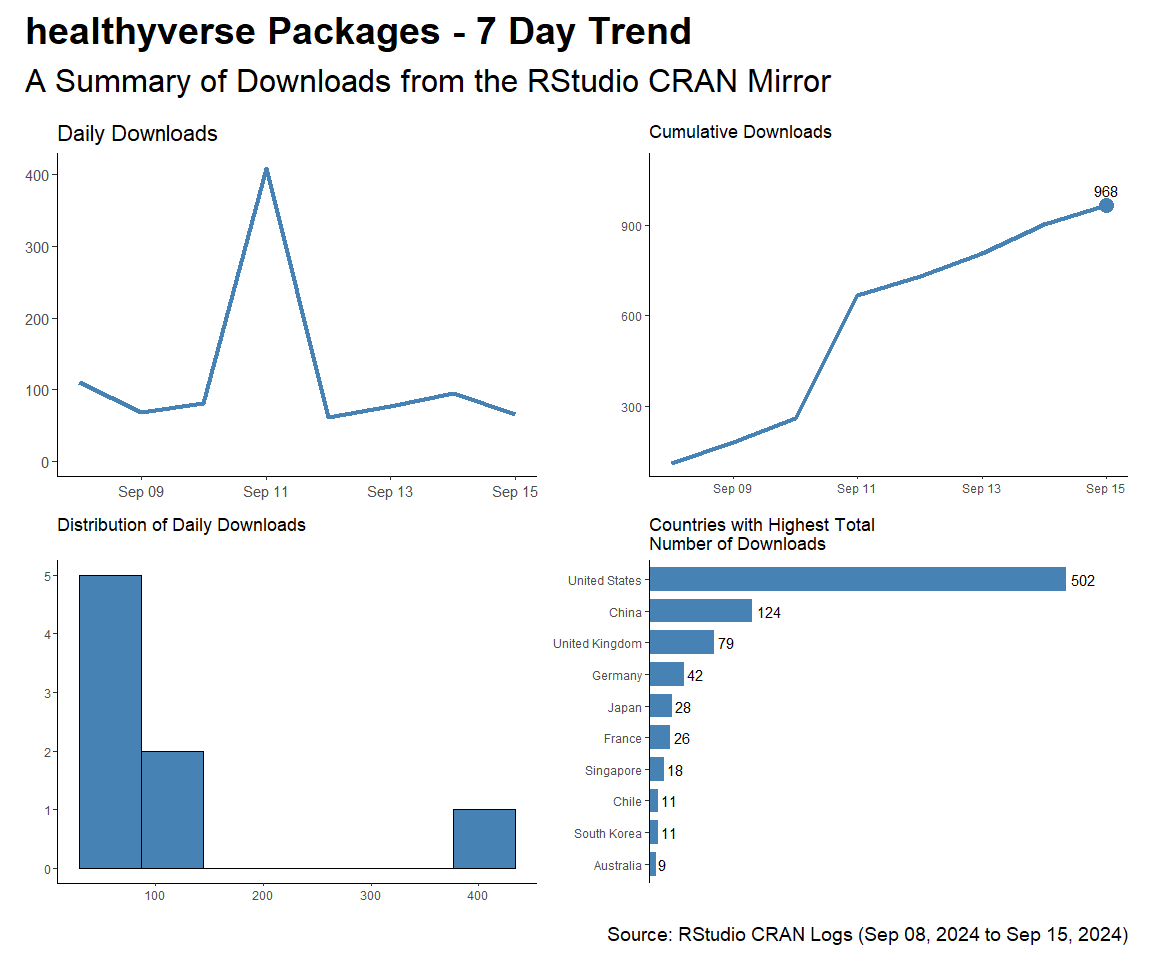 healthyverse Packages - 7 Day Trend
A Summary of Downloads from the RStudio CRAN Mirror
Daily Downloads
400
300
200
100
0
Sep 09 Sep 11 Sep 13 Sep 15
Cumulative Downloads
968
900
600
300
Sep 09 Sep 11 Sep 13 Sep 15
Distribution of Daily Downloads
5
4
3
2
1
0
100 200 300 400
Countries with Highest Total
Number of Downloads
United States 502
China 124
United Kingdom 79
Germany 42
Japan 28
France 26
Singapore 18
Chile 11
South Korea 11
Australia 9
Source: RStudio CRAN Logs (Sep 08, 2024 to Sep 15, 2024)